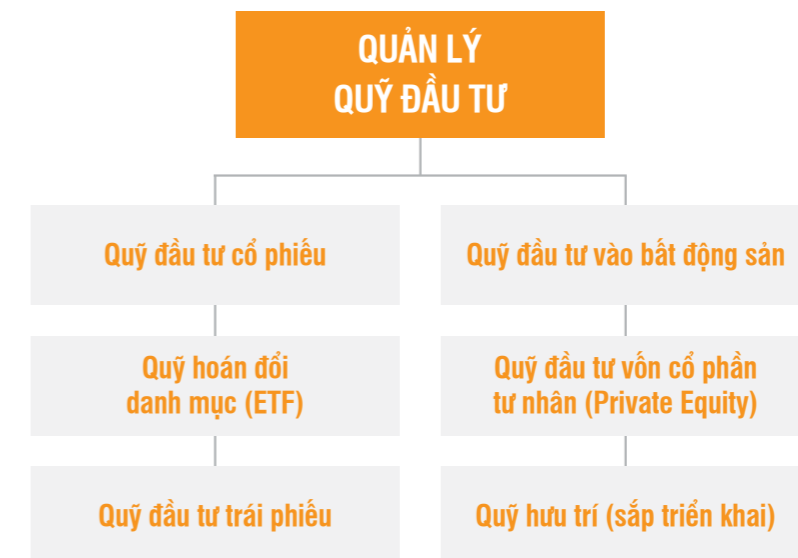 QUẢN LÝ
QUỸ ĐẦU TƯ
Quỹ đầu tư cổ phiếu
Quỹ đầu tư vào bất động sản
Quỹ hoán đổi
danh mục (ETF)
Quỹ đầu tư vốn cổ phần
tư nhân (Private Equity)
Quỹ đầu tư trái phiếu
Quỹ hưu trí (sắp triển khai)